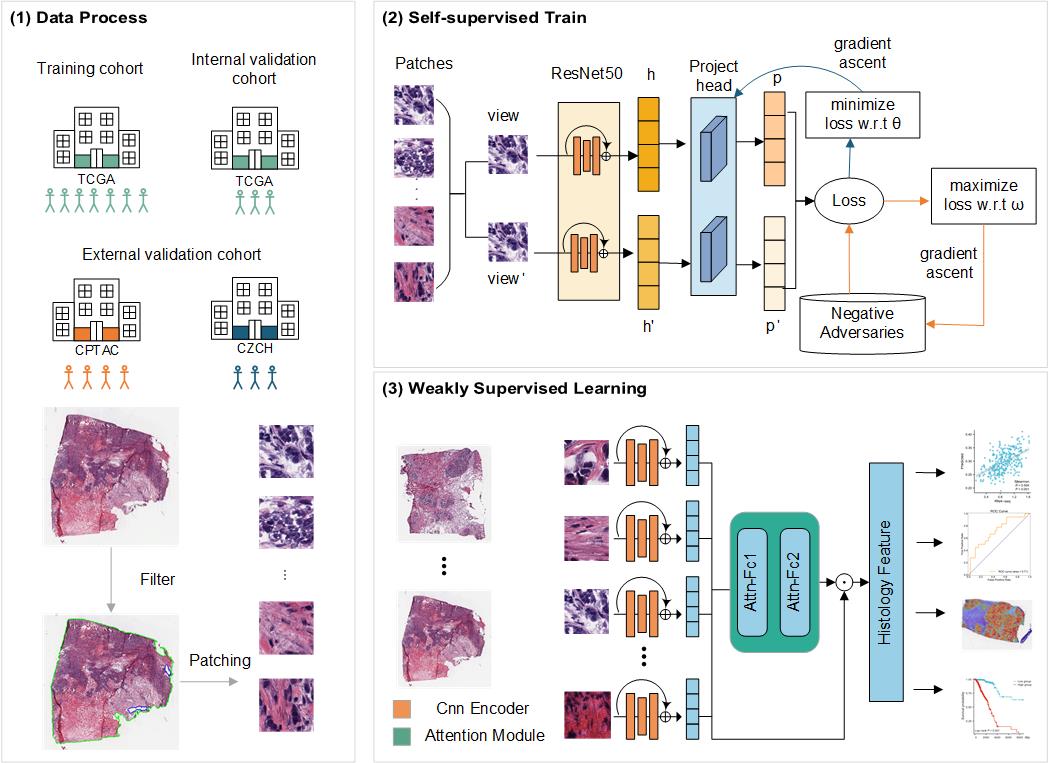 (1) Data Process
Training cohort
Internal validation
cohort
TCGA
TCGA
External validation cohort
CPTAC
CZCH
Filter
Patching
(2) Self-supervised Train
Patches
view
view'
ResNet50
h
h'
Project
head
p
p'
gradient
ascent
minimize
loss w.r.t θ
Loss
maximize
loss w.r.t ω
gradient
ascent
Negative
Adversaries
(3) Weakly Supervised Learning
Cnn Encoder
Attention Module
Attn-Fc1
Attn-Fc2
Histology Feature
ROC Curve